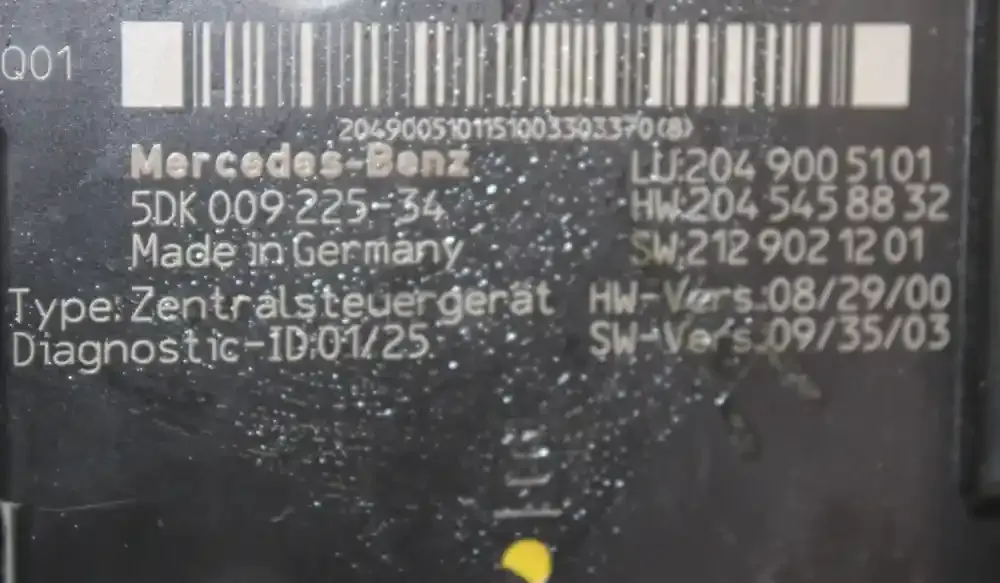 Q01
2049005101151003303370(8)
Mercedes-Benz
LU:204 900 5101
5DK 009 225-34
HW:204 545 88 32
Made in Germany
SW:212 902 12 01
Type: Zentralsteuergerät
HW-Vers.:08/29/00
Diagnostic-ID:01/25
SW-Vers.:09/35/03